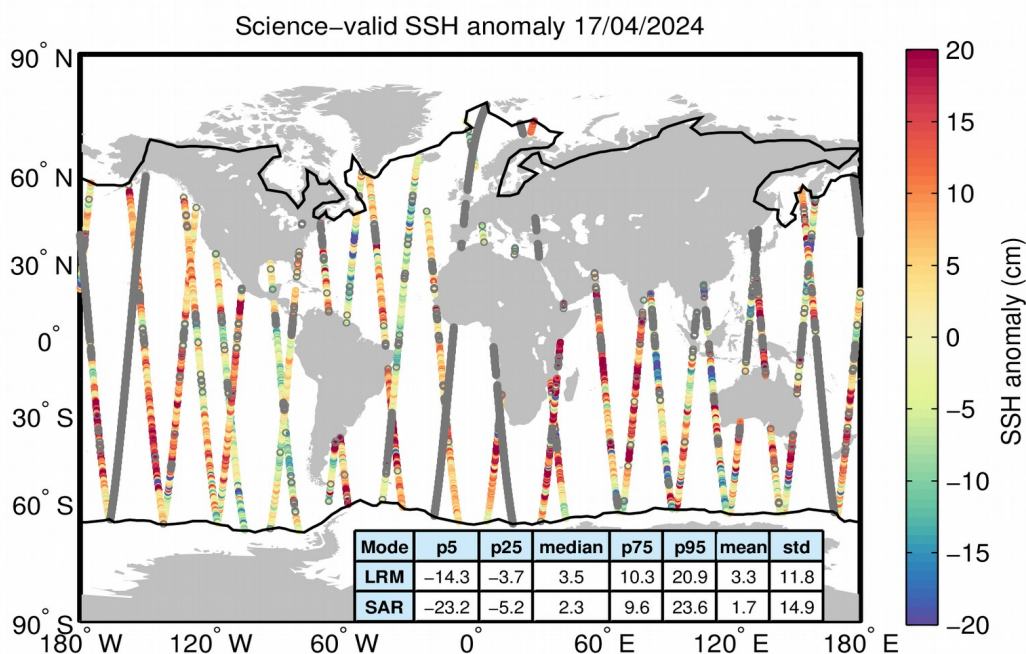 Science−valid SSH anomaly 17/04/2024
90° N
60° N
30° N
0°
30° S
60° S
90° S
180° W
120° W
60° W
0°
60° E
120° E
180° E
20
15
10
5
0
−5
−10
−15
−20
SSH anomaly (cm)
Mode p5 p25 median p75 p95 mean std
LRM −14.3 −3.7 3.5 10.3 20.9 3.3 11.8
SAR −23.2 −5.2 2.3 9.6 23.6 1.7 14.9